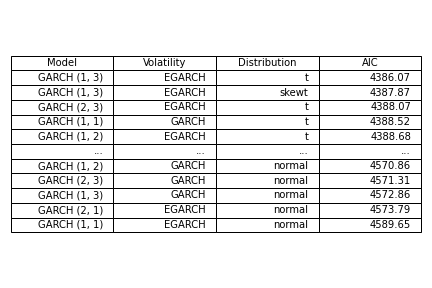 Model Volatility Distribution AIC
GARCH (1, 3) EGARCH t 4386.07
GARCH (1, 3) EGARCH skewt 4387.87
GARCH (2, 3) EGARCH t 4388.07
GARCH (1, 1) GARCH t 4388.52
GARCH (1, 2) EGARCH t 4388.68
... ... ... ...
GARCH (1, 2) GARCH normal 4570.86
GARCH (2, 3) GARCH normal 4571.31
GARCH (1, 3) GARCH normal 4572.86
GARCH (2, 1) EGARCH normal 4573.79
GARCH (1, 1) EGARCH normal 4589.65